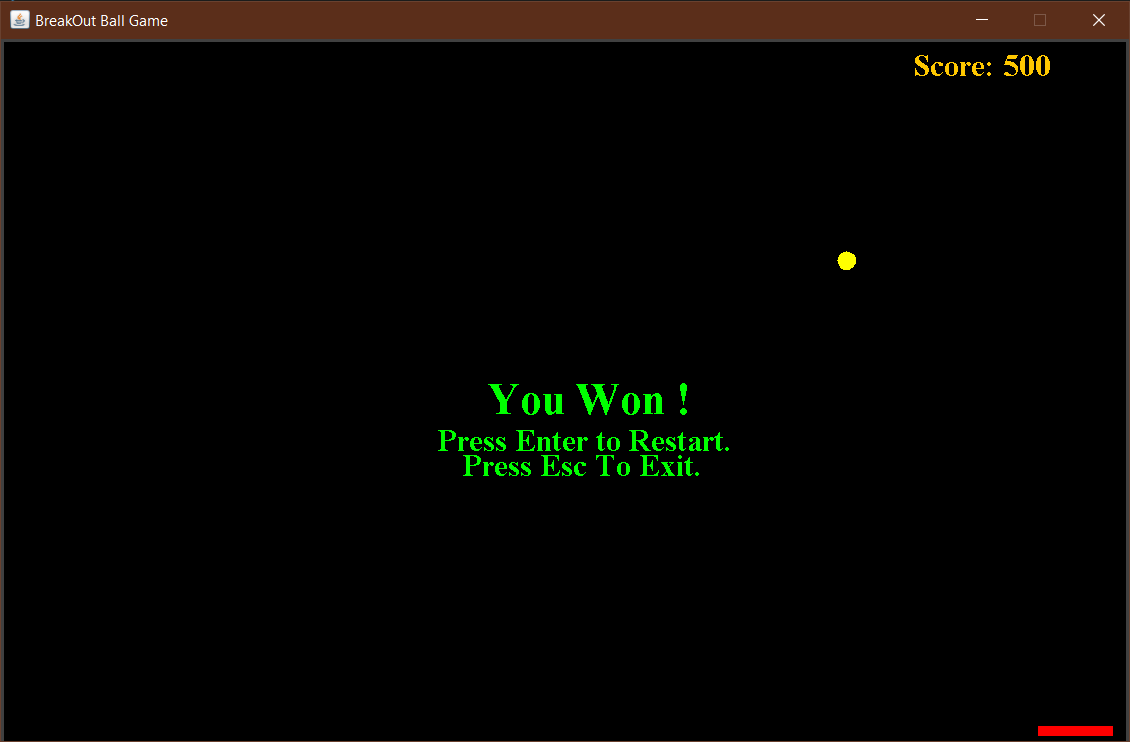 BreakOut Ball Game
Score: 500
You Won !
Press Enter to Restart.
Press Esc To Exit.